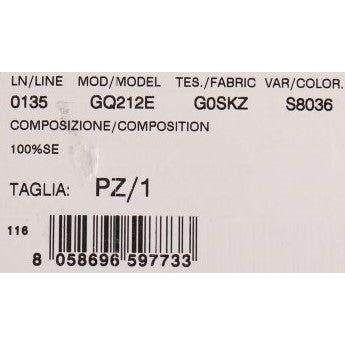 LN/LINE MOD/MODEL TES./FABRIC VAR/COLOR.
0135 GQ212E G0SKZ S8036
COMPOSIZIONE/COMPOSITION
100%SE
TAGLIA: PZ/1
116
8 058696 597733